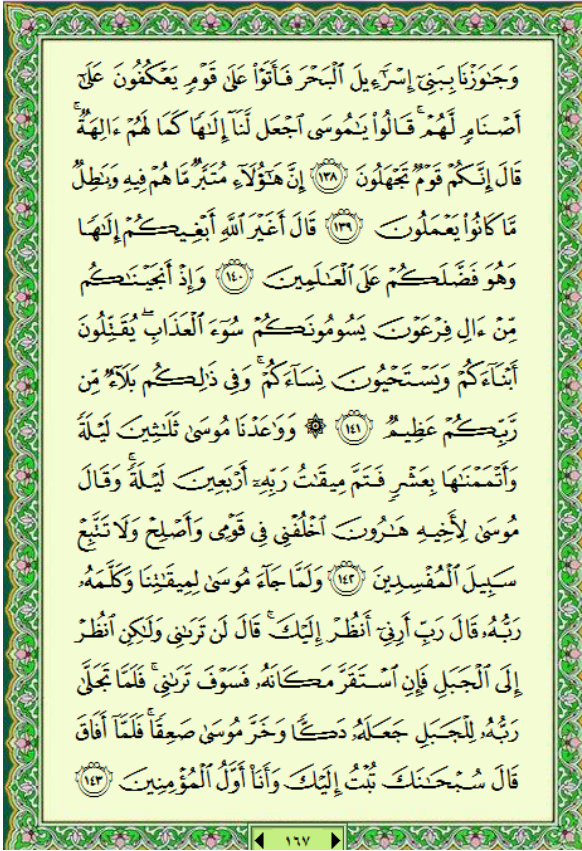 وَجَٰوَزْنَا بِبَنِىٓ إِسْرَٰٓءِيلَ ٱلْبَحْرَ فَأَتَوْا۟ عَلَىٰ قَوْمٍ يَعْكُفُونَ عَلَىٰٓ
أَصْنَامٍ لَّهُمْ ۚ قَالُوا۟ يَٰمُوسَى ٱجْعَل لَّنَآ إِلَٰهًا كَمَا لَهُمْ ءَالِهَةٌ ۚ
قَالَ إِنَّكُمْ قَوْمٌ تَجْهَلُونَ ﴿١٣٨﴾ إِنَّ هَٰٓؤُلَآءِ مُتَبَّرٌ مَّا هُمْ فِيهِ وَبَٰطِلٌ
مَّا كَانُوا۟ يَعْمَلُونَ ﴿١٣٩﴾ قَالَ أَغَيْرَ ٱللَّهِ أَبْغِيكُمْ إِلَٰهًا
وَهُوَ فَضَّلَكُمْ عَلَى ٱلْعَٰلَمِينَ ﴿١٤٠﴾ وَإِذْ أَنجَيْنَٰكُم
مِّنْ ءَالِ فِرْعَوْنَ يَسُومُونَكُمْ سُوٓءَ ٱلْعَذَابِ ۖ يُقَتِّلُونَ
أَبْنَآءَكُمْ وَيَسْتَحْيُونَ نِسَآءَكُمْ ۚ وَفِى ذَٰلِكُم بَلَآءٌ مِّن
رَّبِّكُمْ عَظِيمٌ ﴿١٤١﴾ ۞ وَوَٰعَدْنَا مُوسَىٰ ثَلَٰثِينَ لَيْلَةً
وَأَتْمَمْنَٰهَا بِعَشْرٍ فَتَمَّ مِيقَٰتُ رَبِّهِۦٓ أَرْبَعِينَ لَيْلَةً ۚ وَقَالَ
مُوسَىٰ لِأَخِيهِ هَٰرُونَ ٱخْلُفْنِى فِى قَوْمِى وَأَصْلِحْ وَلَا تَتَّبِعْ
سَبِيلَ ٱلْمُفْسِدِينَ ﴿١٤٢﴾ وَلَمَّا جَآءَ مُوسَىٰ لِمِيقَٰتِنَا وَكَلَّمَهُۥ
رَبُّهُۥ قَالَ رَبِّ أَرِنِىٓ أَنظُرْ إِلَيْكَ ۚ قَالَ لَن تَرَىٰنِى وَلَٰكِنِ ٱنظُرْ
إِلَى ٱلْجَبَلِ فَإِنِ ٱسْتَقَرَّ مَكَانَهُۥ فَسَوْفَ تَرَىٰنِى ۚ فَلَمَّا تَجَلَّىٰ
رَبُّهُۥ لِلْجَبَلِ جَعَلَهُۥ دَكًّا وَخَرَّ مُوسَىٰ صَعِقًا ۚ فَلَمَّآ أَفَاقَ
قَالَ سُبْحَٰنَكَ تُبْتُ إِلَيْكَ وَأَنَا۠ أَوَّلُ ٱلْمُؤْمِنِينَ ﴿١٤٣﴾
١٦٧